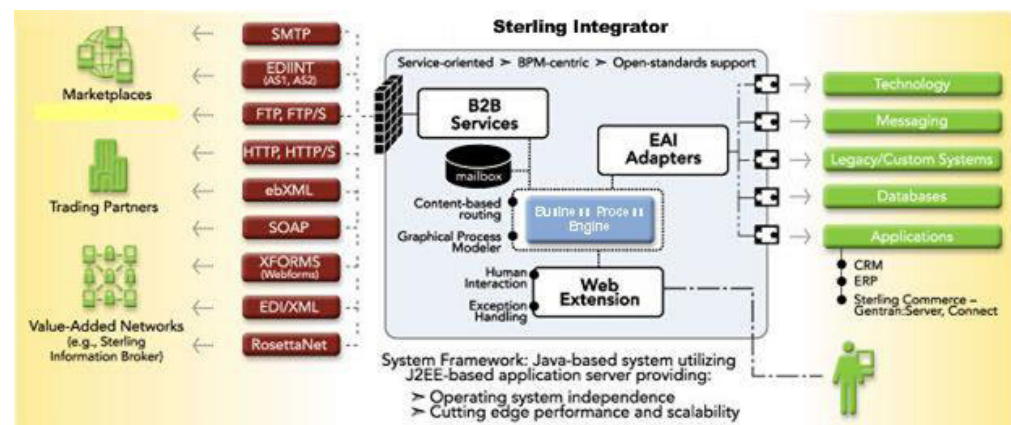 Sterling Integrator
Service-oriented ➢ BPM-centric ➢ Open-standards support
Marketplaces
Trading Partners
Value-Added Networks
(e.g., Sterling
Information Broker)
SMTP
EDIINT
(AS1, AS2)
FTP, FTP/S
HTTP, HTTP/S
ebXML
SOAP
XFORMS
(Webforms)
EDI/XML
RosettaNet
B2B
Services
mailbox
EAI
Adapters
Content-based
routing
Graphical Process
Modeler
Business Process
Engine
Human
Interaction
Exception
Handling
Web
Extension
Technology
Messaging
Legacy/Custom Systems
Databases
Applications
CRM
ERP
Sterling Commerce –
Gentran:Server, Connect
System Framework: Java-based system utilizing
J2EE-based application server providing:
➢ Operating system independence
➢ Cutting edge performance and scalability